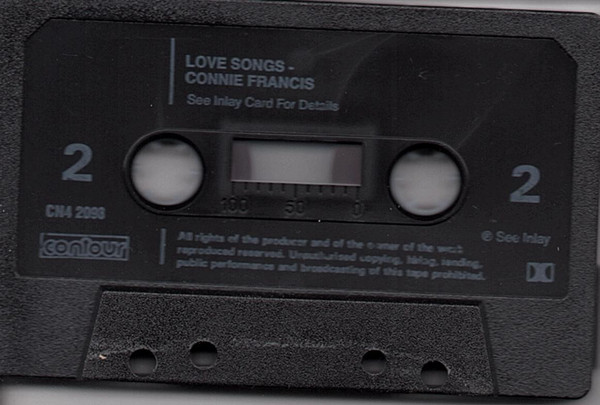 LOVE SONGS -
CONNIE FRANCIS
See Inlay Card For Details
2
2
CN4 2098
100 50 0
contour
All rights of the producer and of the owner of the work
reproduced reserved. Unauthorised copying, hiring, lending,
public performance and broadcasting of this tape prohibited.
℗ See Inlay